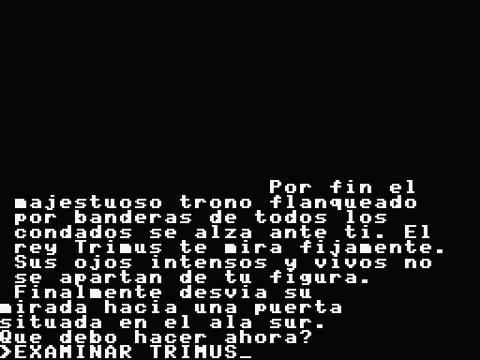 Por fin el
majestuoso trono flanqueado
por banderas de todos los
condados se alza ante ti. El
rey Trimus te mira fijamente.
Sus ojos intensos y vivos no
se apartan de tu figura.
Finalmente desvia su
mirada hacia una puerta
situada en el ala sur.
Que debo hacer ahora?
>EXAMINAR TRIMUS_